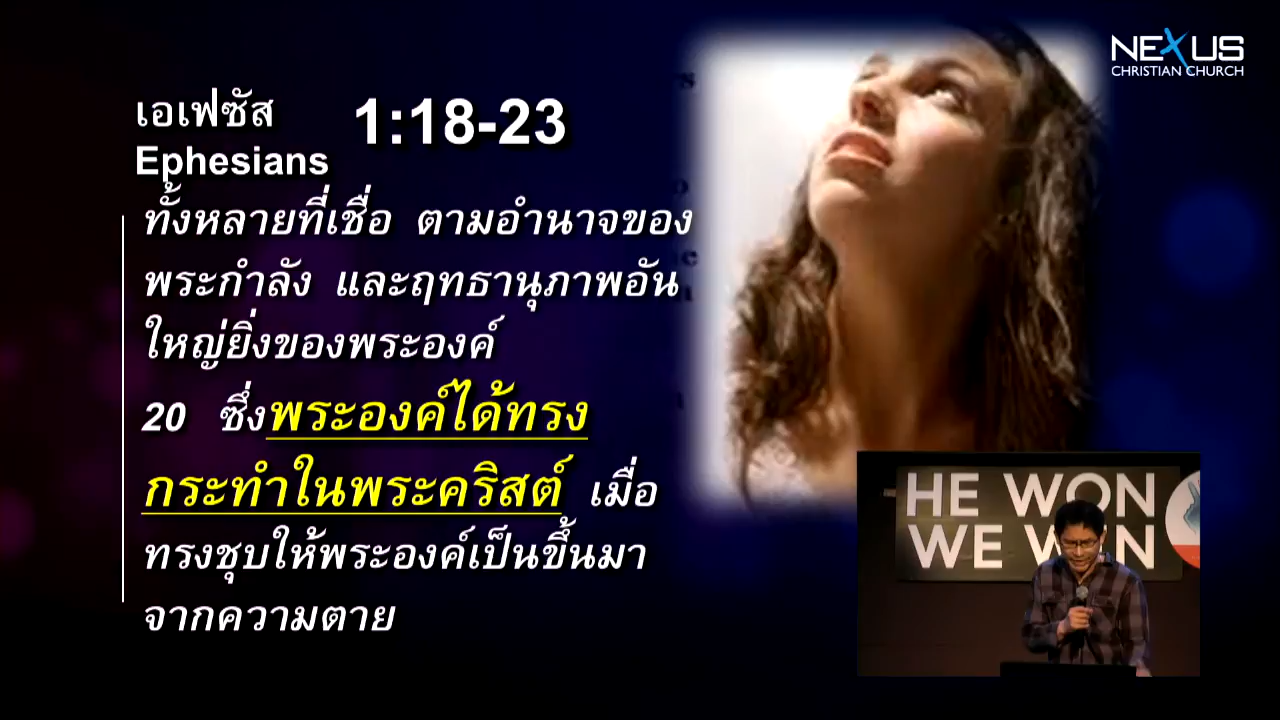 NEXUS
CHRISTIAN CHURCH
เอเฟซัส
Ephesians 1:18-23
ทั้งหลายที่เชื่อ ตามอำนาจของ
พระกำลัง และฤทธานุภาพอัน
ใหญ่ยิ่งของพระองค์
20 ซึ่งพระองค์ได้ทรง
กระทำในพระคริสต์ เมื่อ
ทรงชุบให้พระองค์เป็นขึ้นมา
จากความตาย
HE WON
WE